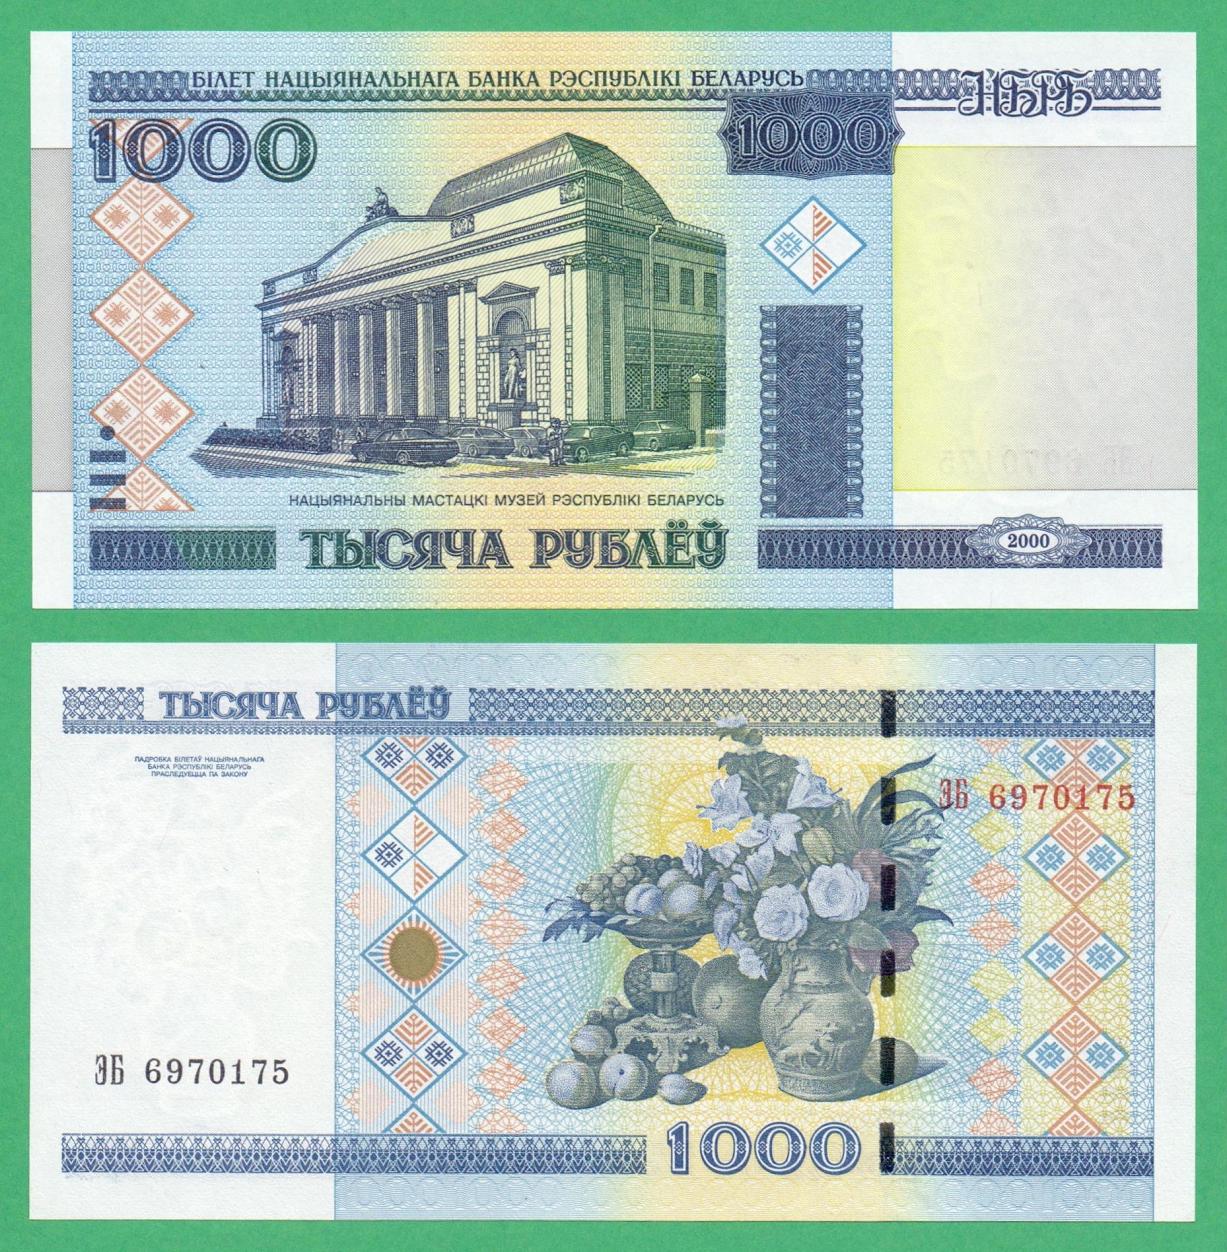 БІЛЕТ НАЦЫЯНАЛЬНАГА БАНКА РЭСПУБЛІКІ БЕЛАРУСЬ
НБРБ
1000
1000
НАЦЫЯНАЛЬНЫ МАСТАЦКІ МУЗЕЙ РЭСПУБЛІКІ БЕЛАРУСЬ
ТЫСЯЧА РУБЛЁЎ
2000
ТЫСЯЧА РУБЛЁЎ
ПАДРОБКА БІЛЕТАЎ НАЦЫЯНАЛЬНАГА
БАНКА РЭСПУБЛІКІ БЕЛАРУСЬ
ПРАСЛЕДУЕЦЦА ПА ЗАКОНУ
ЭБ 6970175
ЭБ 6970175
1000